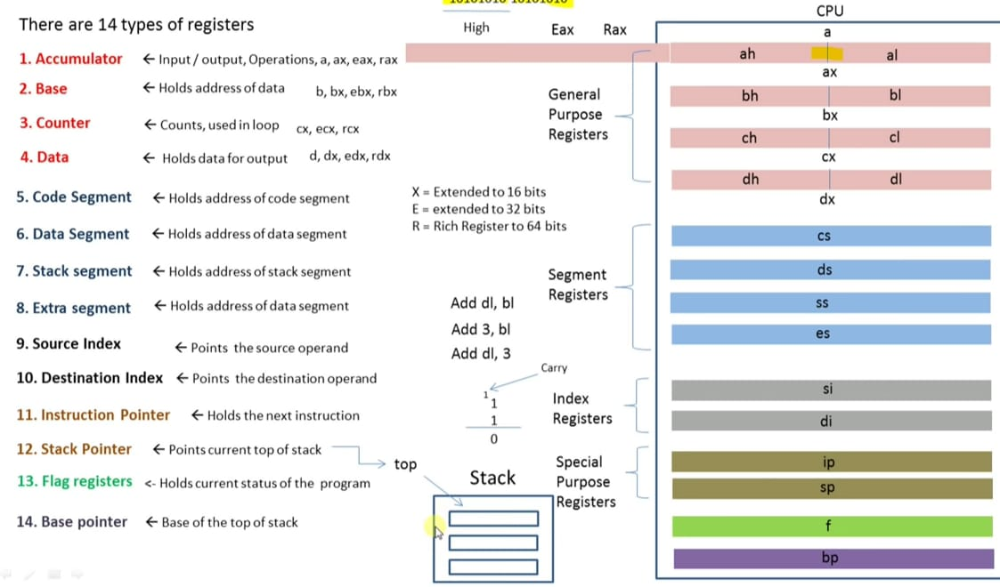 There are 14 types of registers
1. Accumulator ← Input / output, Operations, a, ax, eax, rax
2. Base ← Holds address of data b, bx, ebx, rbx
3. Counter ← Counts, used in loop cx, ecx, rcx
4. Data ← Holds data for output d, dx, edx, rdx
5. Code Segment ← Holds address of code segment
6. Data Segment ← Holds address of data segment
7. Stack segment ← Holds address of stack segment
8. Extra segment ← Holds address of data segment
9. Source Index ← Points the source operand
10. Destination Index ← Points the destination operand
11. Instruction Pointer ← Holds the next instruction
12. Stack Pointer ← Points current top of stack
13. Flag registers <- Holds current status of the program
14. Base pointer ← Base of the top of stack
High Eax Rax
X = Extended to 16 bits
E = extended to 32 bits
R = Rich Register to 64 bits
Add dl, bl
Add 3, bl
Add dl, 3
Carry
1
1
1
0
top
Stack
General
Purpose
Registers
Segment
Registers
Index
Registers
Special
Purpose
Registers
CPU
a
ah al
ax
bh bl
bx
ch cl
cx
dh dl
dx
cs
ds
ss
es
si
di
ip
sp
f
bp